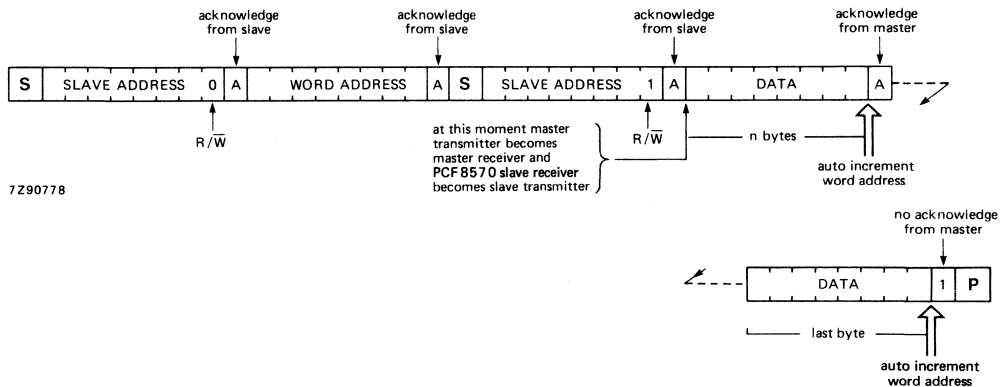 acknowledge from slave
acknowledge from slave
acknowledge from slave
acknowledge from master
S SLAVE ADDRESS 0 A WORD ADDRESS A S SLAVE ADDRESS 1 A DATA A
R/W̅
at this moment master
transmitter becomes
master receiver and
PCF8570 slave receiver
becomes slave transmitter
R/W̅
n bytes
auto increment
word address
7Z90778
no acknowledge
from master
DATA 1 P
last byte
auto increment
word address